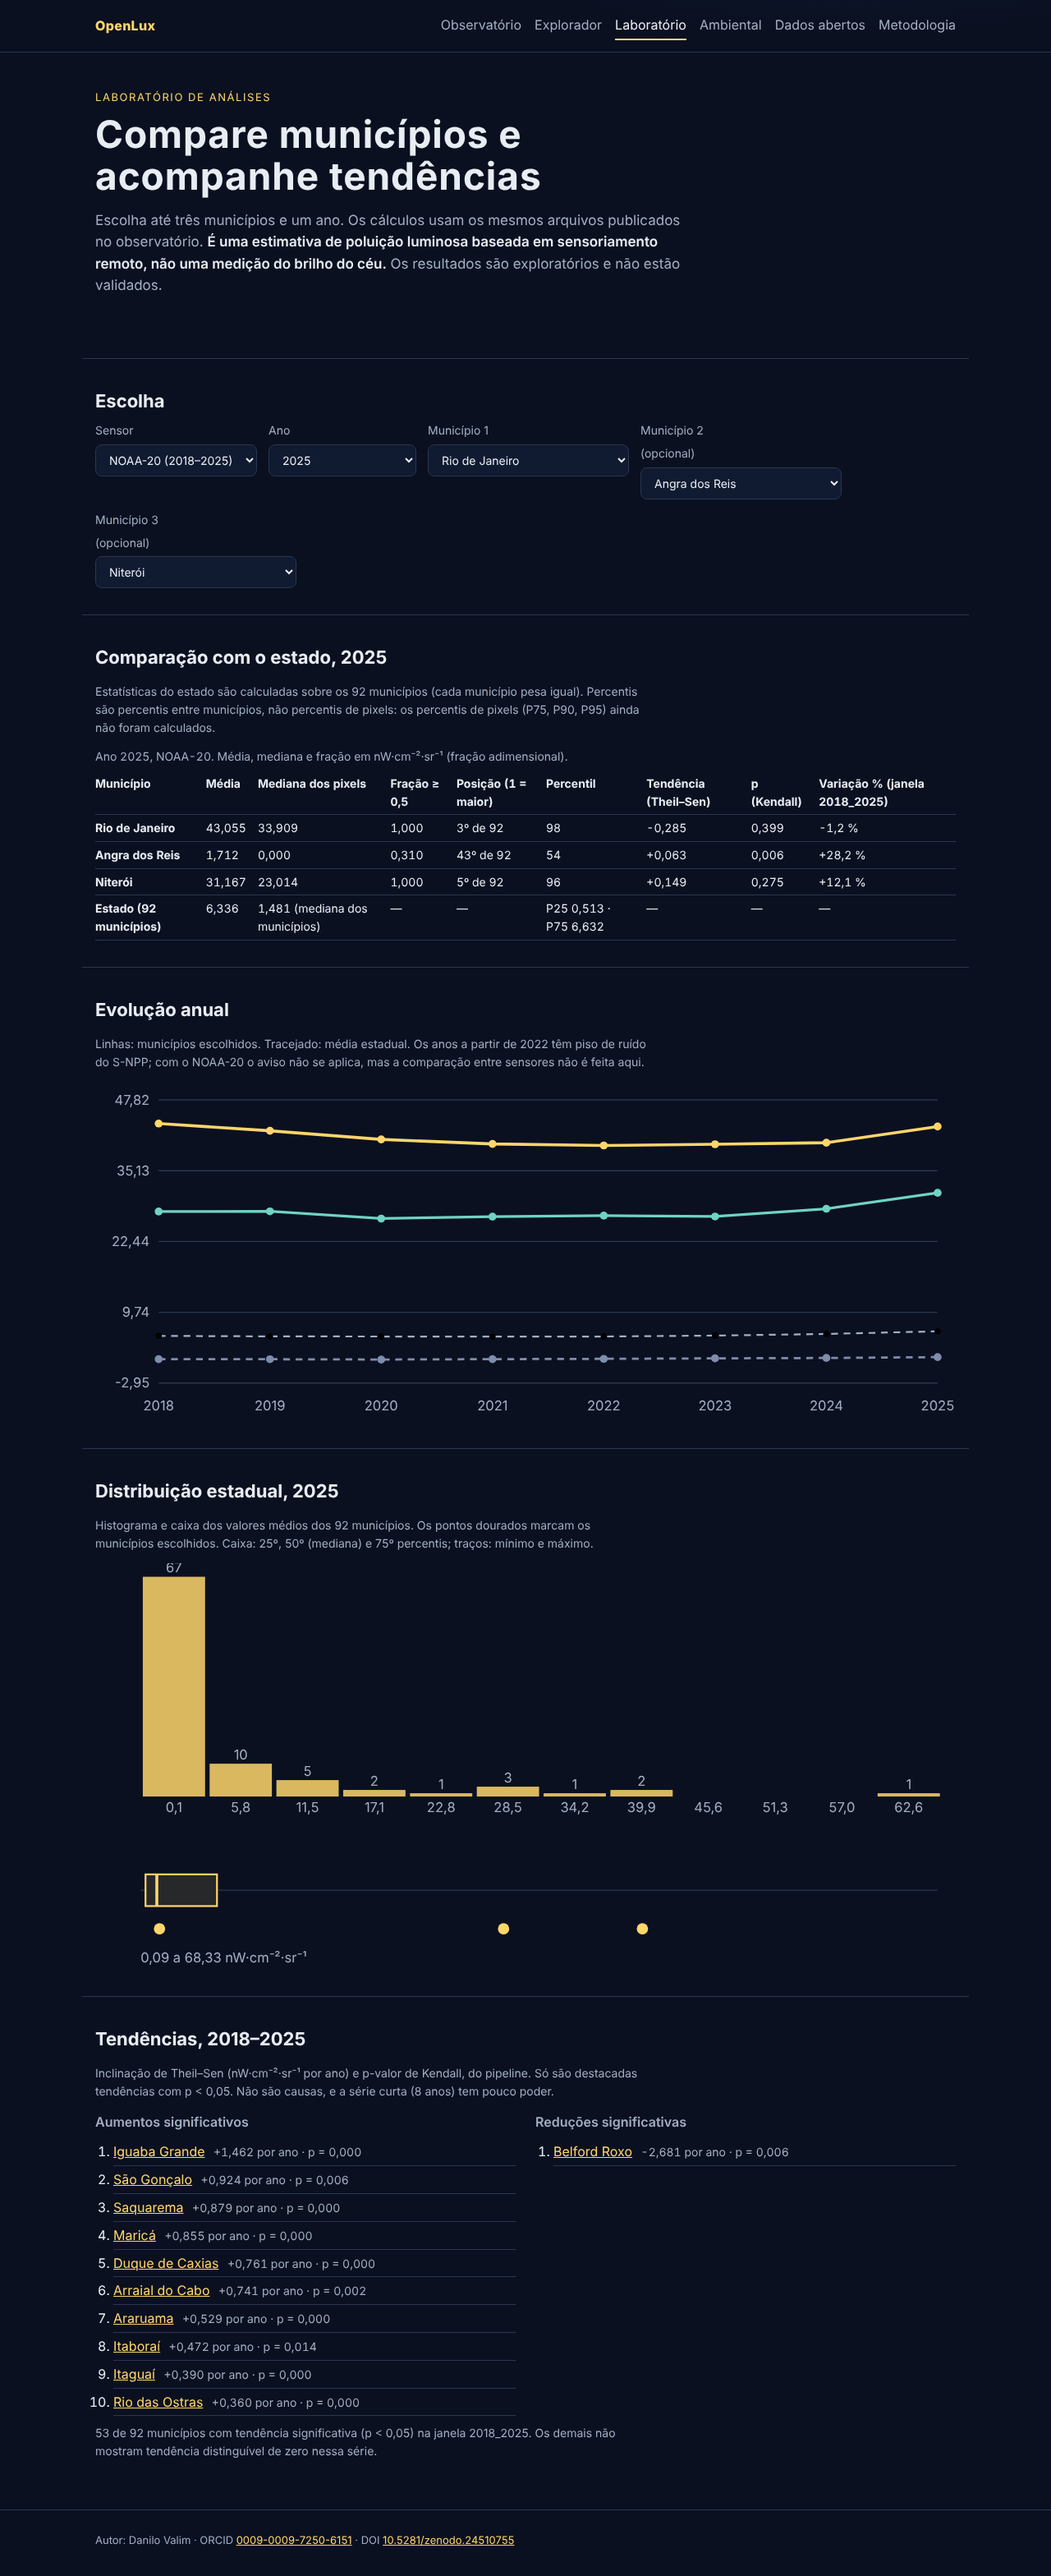 OpenLux
Observatório Explorador Laboratório Ambiental Dados abertos Metodologia
LABORATÓRIO DE ANÁLISES
Compare municípios e
acompanhe tendências
Escolha até três municípios e um ano. Os cálculos usam os mesmos arquivos publicados
no observatório. É uma estimativa de poluição luminosa baseada em sensoriamento
remoto, não uma medição do brilho do céu. Os resultados são exploratórios e não estão
validados.
Escolha
Sensor Ano Município 1 Município 2
(opcional)
NOAA-20 (2018–2025) 2025 Rio de Janeiro
Angra dos Reis
Município 3
(opcional)
Niterói
Comparação com o estado, 2025
Estatísticas do estado são calculadas sobre os 92 municípios (cada município pesa igual). Percentis
são percentis entre municípios, não percentis de pixels: os percentis de pixels (P75, P90, P95) ainda
não foram calculados.
Ano 2025, NOAA-20. Média, mediana e fração em nW·cm⁻²·sr⁻¹ (fração adimensional).
Município Média Mediana dos pixels Fração ≥ Posição (1 = Percentil Tendência p Variação % (janela
0,5 maior) (Theil–Sen) (Kendall) 2018_2025)
Rio de Janeiro 43,055 33,909 1,000 3º de 92 98 -0,285 0,399 -1,2 %
Angra dos Reis 1,712 0,000 0,310 43º de 92 54 +0,063 0,006 +28,2 %
Niterói 31,167 23,014 1,000 5º de 92 96 +0,149 0,275 +12,1 %
Estado (92 6,336 1,481 (mediana dos — — P25 0,513 · — — —
municípios) municípios) P75 6,632
Evolução anual
Linhas: municípios escolhidos. Tracejado: média estadual. Os anos a partir de 2022 têm piso de ruído
do S-NPP; com o NOAA-20 o aviso não se aplica, mas a comparação entre sensores não é feita aqui.
47,82
35,13
22,44
9,74
-2,95
2018 2019 2020 2021 2022 2023 2024 2025
Distribuição estadual, 2025
Histograma e caixa dos valores médios dos 92 municípios. Os pontos dourados marcam os
municípios escolhidos. Caixa: 25º, 50º (mediana) e 75º percentis; traços: mínimo e máximo.
67
10
5
2 1 3 1 2 1
0,1 5,8 11,5 17,1 22,8 28,5 34,2 39,9 45,6 51,3 57,0 62,6
0,09 a 68,33 nW·cm⁻²·sr⁻¹
Tendências, 2018–2025
Inclinação de Theil–Sen (nW·cm⁻²·sr⁻¹ por ano) e p-valor de Kendall, do pipeline. Só são destacadas
tendências com p < 0,05. Não são causas, e a série curta (8 anos) tem pouco poder.
Aumentos significativos
1. Iguaba Grande +1,462 por ano · p = 0,000
2. São Gonçalo +0,924 por ano · p = 0,006
3. Saquarema +0,879 por ano · p = 0,000
4. Maricá +0,855 por ano · p = 0,000
5. Duque de Caxias +0,761 por ano · p = 0,000
6. Arraial do Cabo +0,741 por ano · p = 0,002
7. Araruama +0,529 por ano · p = 0,000
8. Itaboraí +0,472 por ano · p = 0,014
9. Itaguaí +0,390 por ano · p = 0,000
10. Rio das Ostras +0,360 por ano · p = 0,000
Reduções significativas
1. Belford Roxo -2,681 por ano · p = 0,006
53 de 92 municípios com tendência significativa (p < 0,05) na janela 2018_2025. Os demais não
mostram tendência distinguível de zero nessa série.
Autor: Danilo Valim · ORCID 0009-0009-7250-6151 · DOI 10.5281/zenodo.24510755